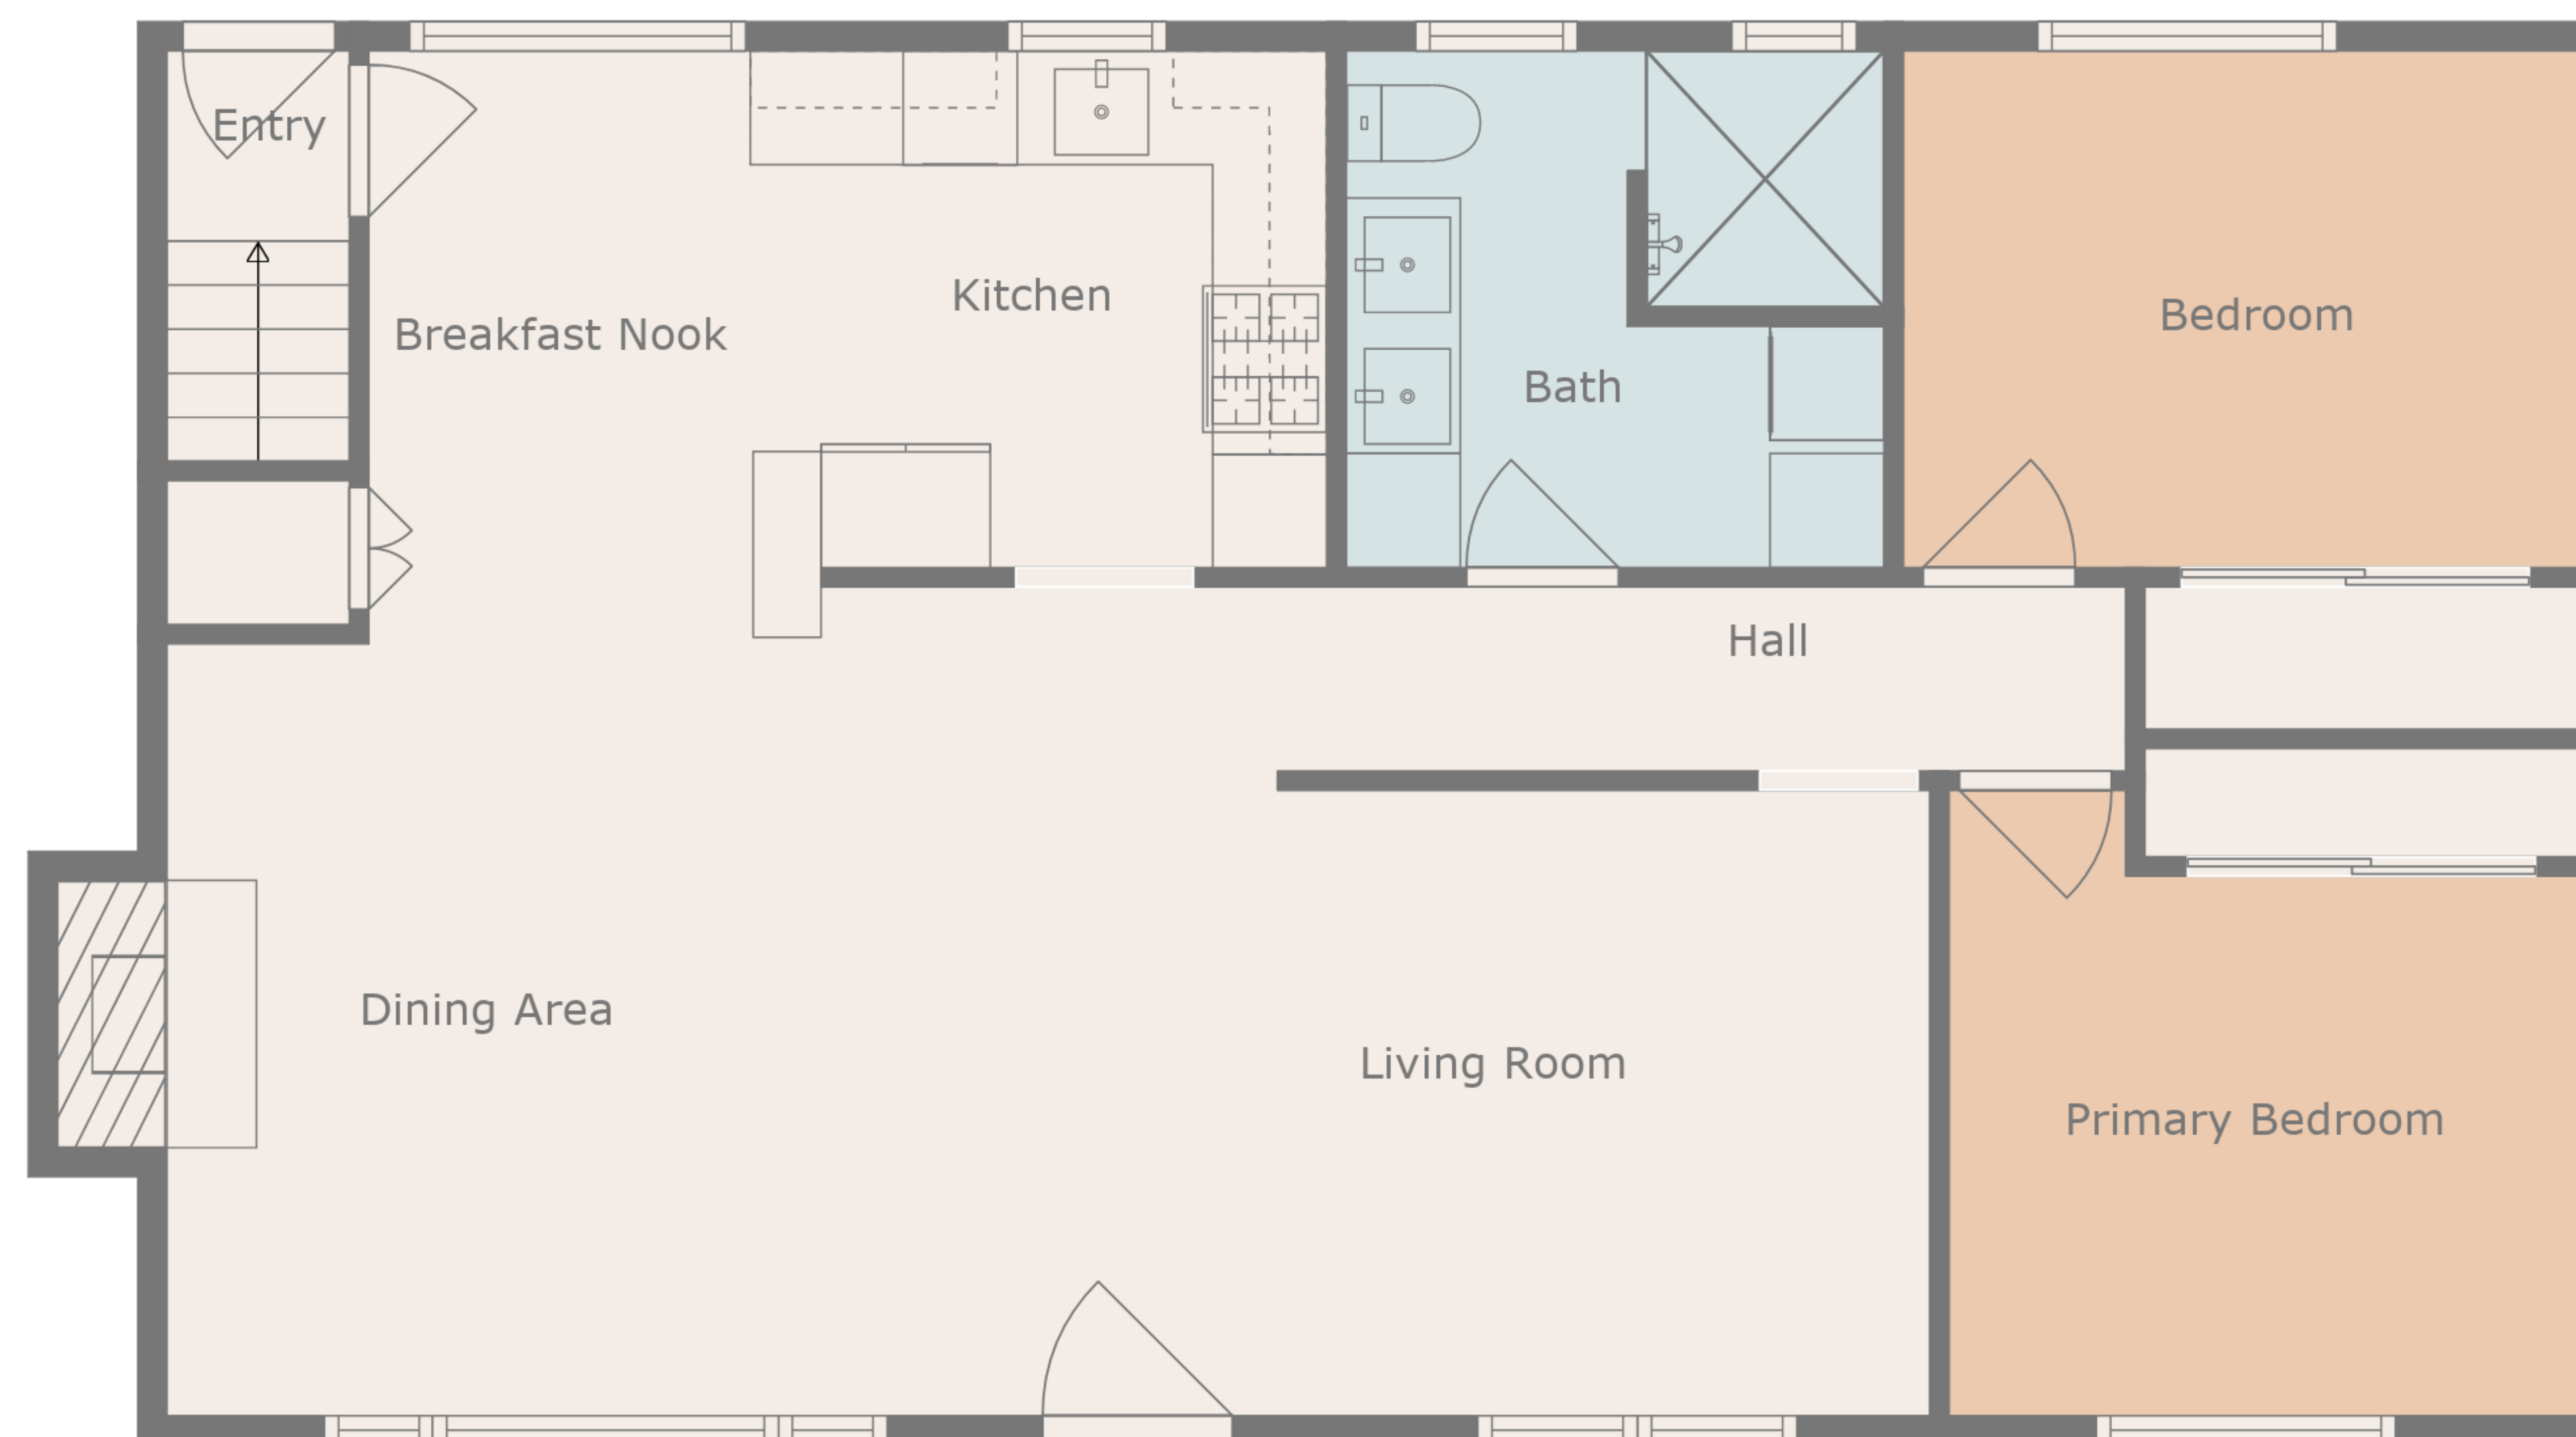 Entry
Breakfast Nook
Kitchen
Bath
Bedroom
Hall
Dining Area
Living Room
Primary Bedroom